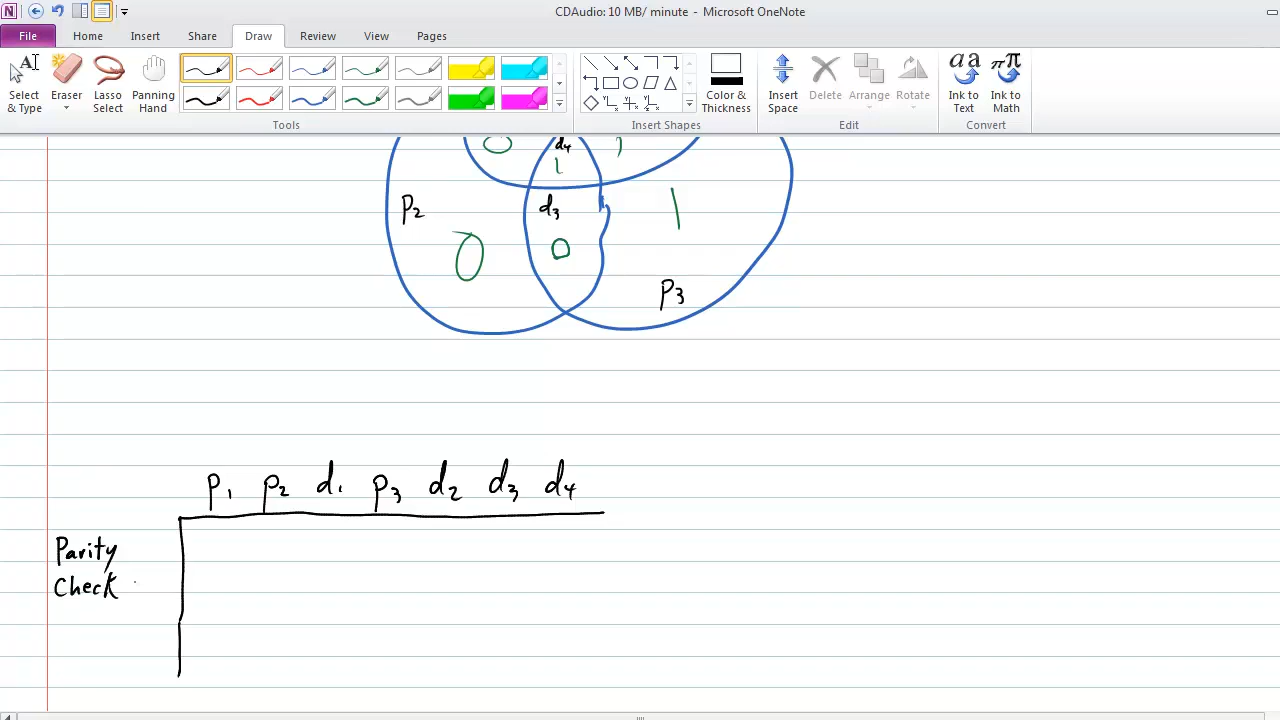 CDAudio: 10 MB/ minute - Microsoft OneNote
File Home Insert Share Draw Review View Pages
Select & Type
Eraser
Lasso Select
Panning Hand
Color & Thickness
Insert Space
Delete
Arrange
Rotate
Ink to Text
Ink to Math
Tools
Insert Shapes
Edit
Convert
0 d4 1
1
p2 d3 1
0 0
p3
p1 p2 d1 p3 d2 d3 d4
Parity
Check